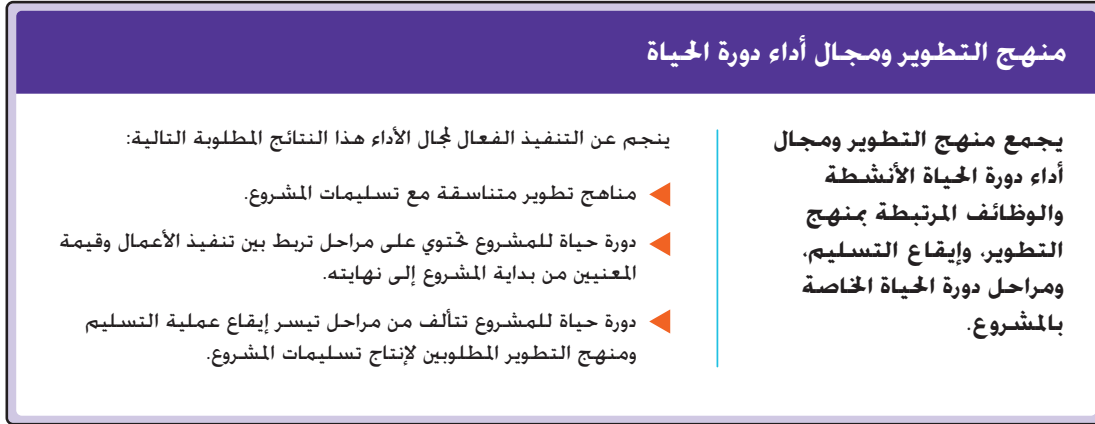 منهج التطوير ومجال أداء دورة الحياة
يجمع منهج التطوير ومجال
أداء دورة الحياة الأنشطة
والوظائف المرتبطة بمنهج
التطوير، وإيقاع التسليم،
ومراحل دورة الحياة الخاصة
بالمشروع.
ينجم عن التنفيذ الفعال لمجال الأداء هذا النتائج المطلوبة التالية:
مناهج تطوير متناسقة مع تسليمات المشروع.
دورة حياة للمشروع تحتوي على مراحل تربط بين تنفيذ الأعمال وقيمة
المعنيين من بداية المشروع إلى نهايته.
دورة حياة للمشروع تتألف من مراحل تيسر إيقاع عملية التسليم
ومنهج التطوير المطلوبين لإنتاج تسليمات المشروع.